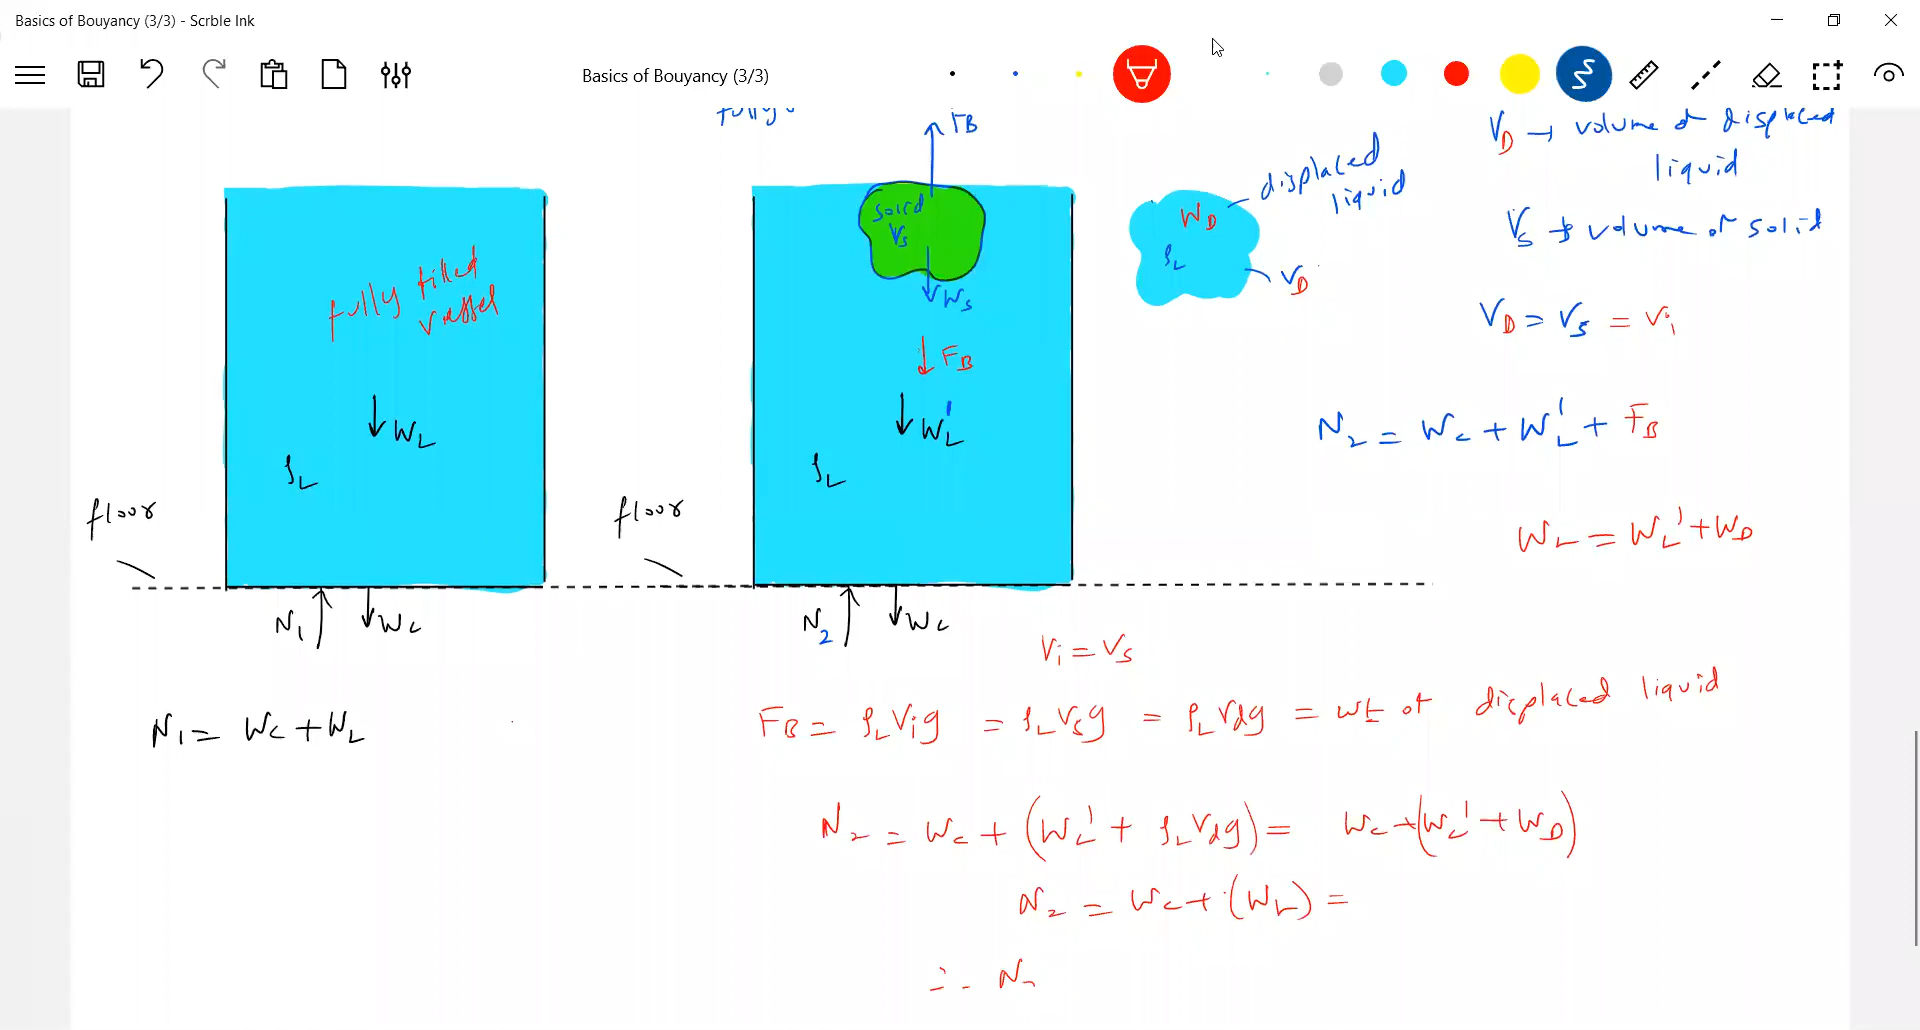 Basics of Bouyancy (3/3) - Scrble Ink
Basics of Bouyancy (3/3)
FB
V_D → volume of displaced
liquid
displaced
liquid
solid
V_S
W_D
ρ_L
V_D
V_S → volume of solid
fully filled
vessel
W_S
F_B
V_D = V_S = V_i
W_L
W_L'
N_2 = W_C + W_L' + F_B
ρ_L
ρ_L
floor
floor
W_L = W_L' + W_D
N_1
W_C
N_2
W_C
V_i = V_S
N_1 = W_C + W_L
F_B = ρ_L V_i g = ρ_L V_S g = ρ_L V_d g = wt of displaced liquid
N_2 = W_C + (W_L' + ρ_L V_d g) = W_C + (W_L' + W_D)
N_2 = W_C + (W_L) =
∴ N